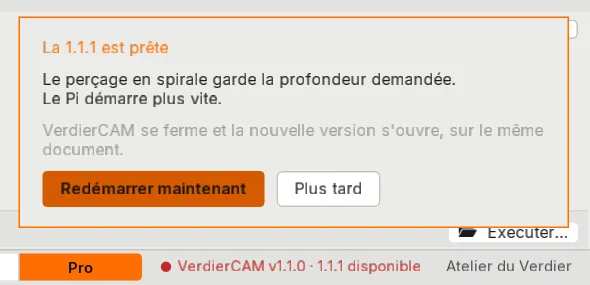 La 1.1.1 est prête
Le perçage en spirale garde la profondeur demandée.
Le Pi démarre plus vite.
VerdierCAM se ferme et la nouvelle version s'ouvre, sur le même
document.
Redémarrer maintenant
Plus tard
Exécuter...
Pro
VerdierCAM v1.1.0 · 1.1.1 disponible
Atelier du Verdier